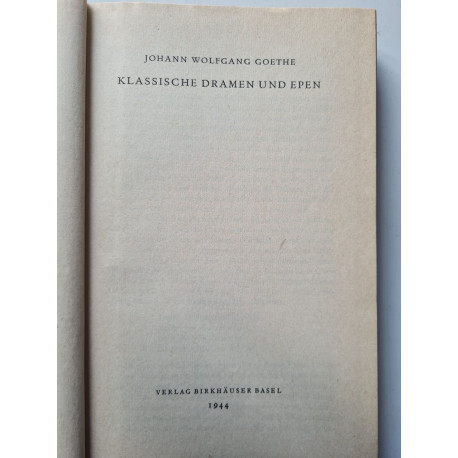 JOHANN WOLFGANG GOETHE
KLASSISCHE DRAMEN UND EPEN
VERLAG BIRKHÄUSER BASEL
1944